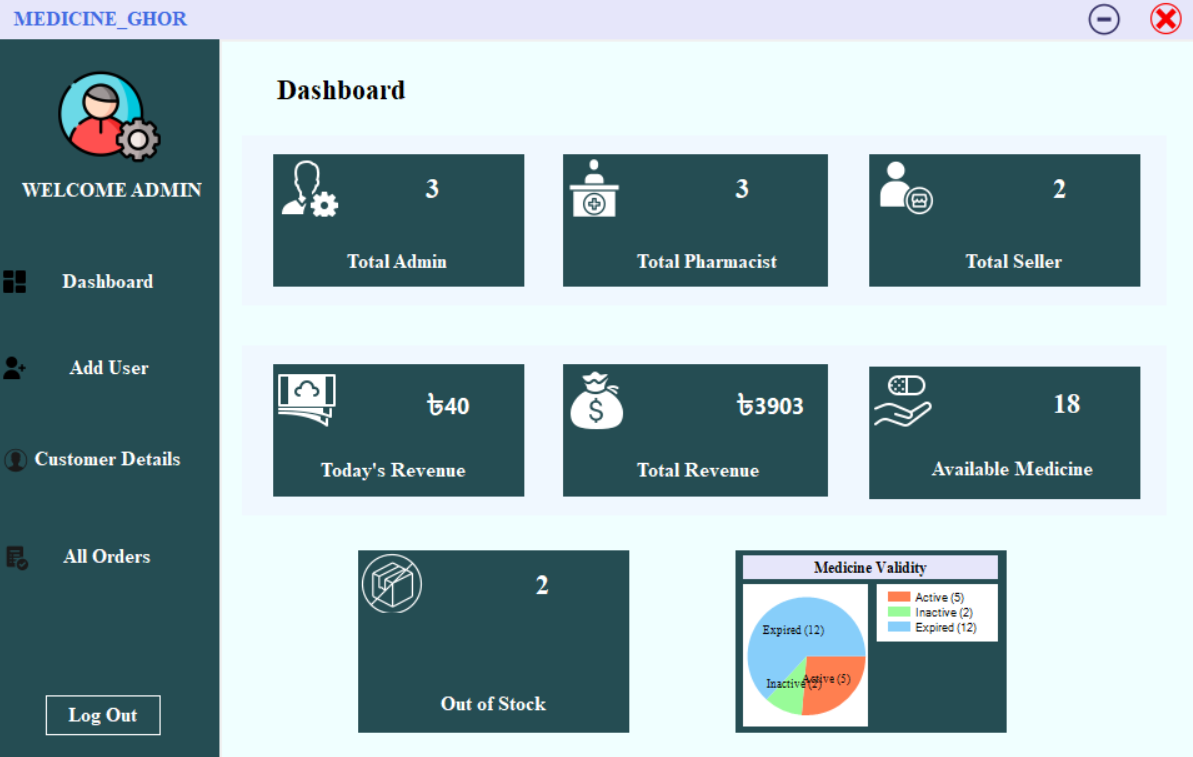 MEDICINE_GHOR
WELCOME ADMIN
Dashboard
Add User
Customer Details
All Orders
Log Out
Dashboard
3
Total Admin
3
Total Pharmacist
2
Total Seller
৳40
Today's Revenue
৳3903
Total Revenue
18
Available Medicine
2
Out of Stock
Medicine Validity
Expired (12)
Inactive (2)
Active (5)
Active (5)
Inactive (2)
Expired (12)